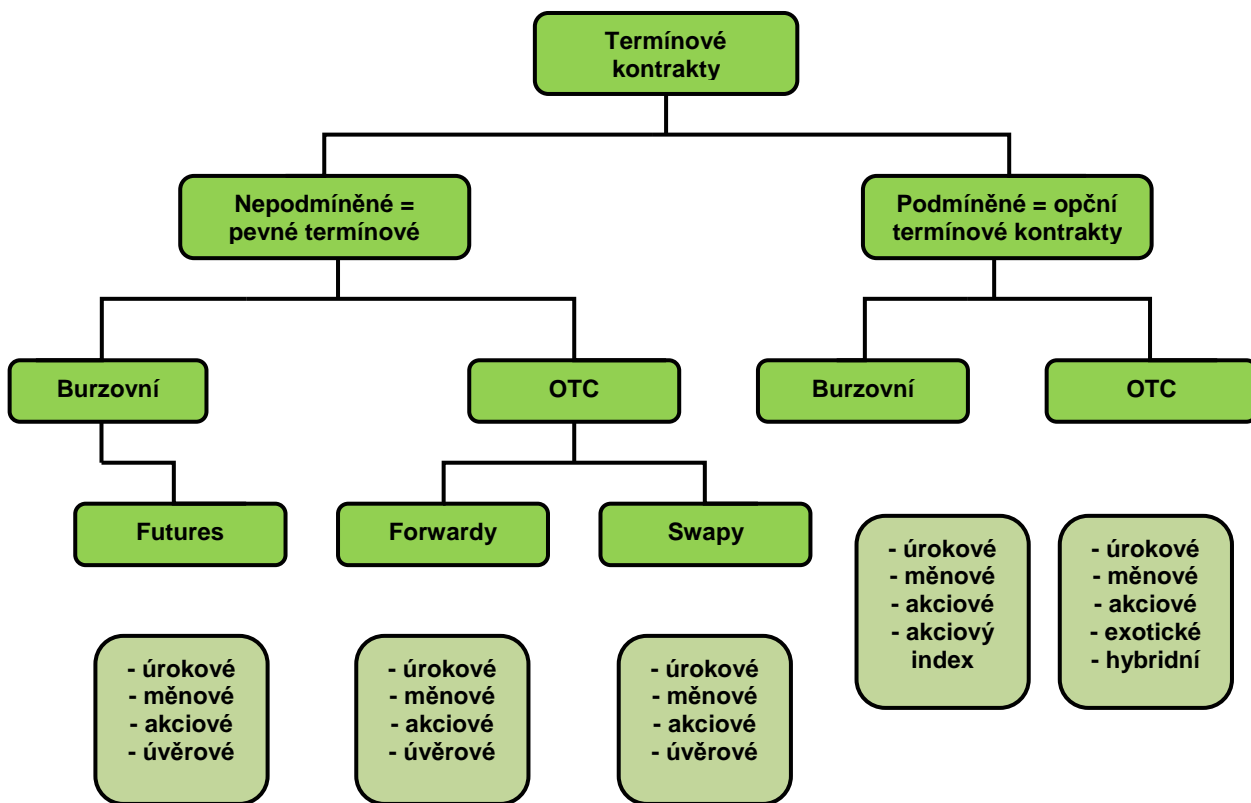 Termínové
kontrakty
Nepodmíněné =
pevné termínové
Podmíněné = opční
termínové kontrakty
Burzovní
OTC
Burzovní
OTC
Futures
Forwardy
Swapy
- úrokové
- měnové
- akciové
- akciový
index
- úrokové
- měnové
- akciové
- exotické
- hybridní
- úrokové
- měnové
- akciové
- úvěrové
- úrokové
- měnové
- akciové
- úvěrové
- úrokové
- měnové
- akciové
- úvěrové